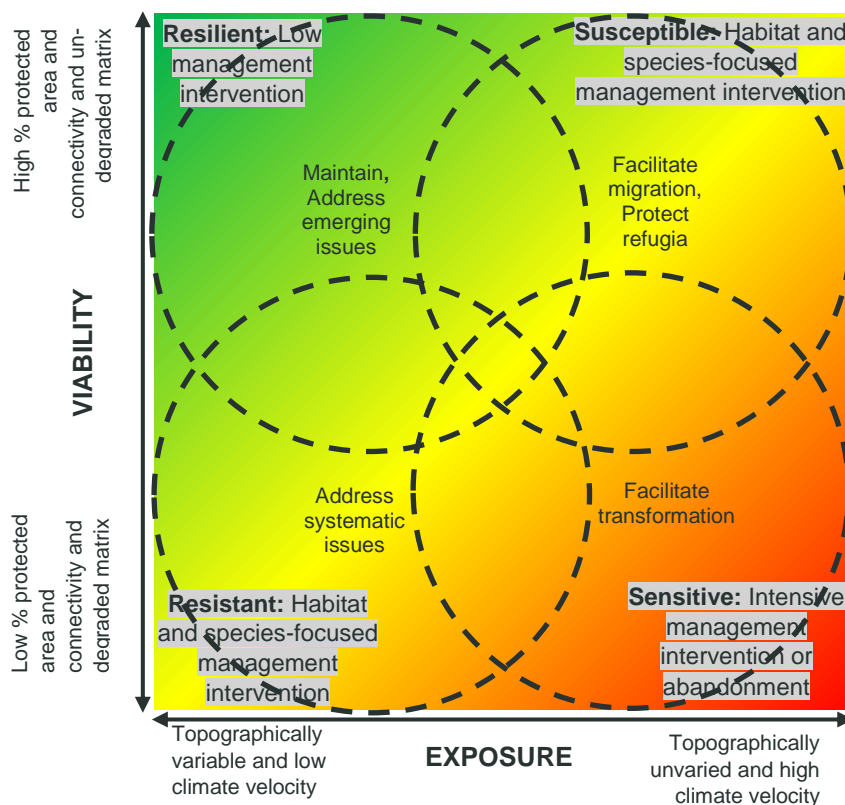 High % protected
area and
connectivity and un-
degraded matrix
VIABILITY
Low % protected
area and
connectivity and
degraded matrix
Resilient: Low
management
intervention
Susceptible: Habitat and
species-focused
management intervention
Maintain,
Address
emerging
issues
Facilitate
migration,
Protect
refugia
Address
systematic
issues
Facilitate
transformation
Resistant: Habitat
and species-focused
management
intervention
Sensitive: Intensive
management
intervention or
abandonment
Topographically
variable and low
climate velocity
EXPOSURE
Topographically
unvaried and high
climate velocity